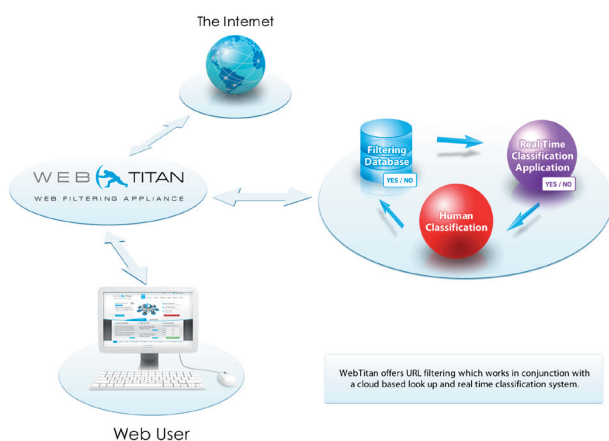 The Internet
WEB TITAN
WEB FILTERING APPLIANCE
Filtering
Database
YES / NO
Real Time
Classification
Application
YES / NO
Human
Classification
WebTitan offers URL filtering which works in conjunction with
a cloud based look up and real time classification system.
Web User